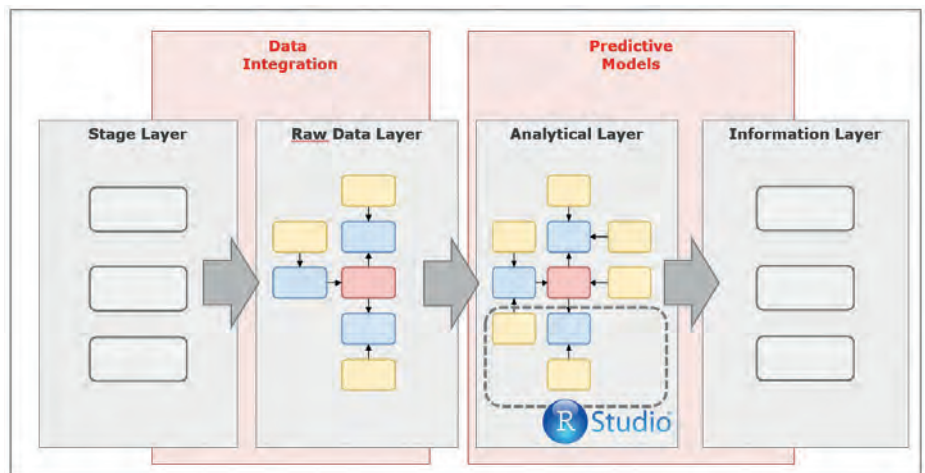 Data
Integration
Predictive
Models
Stage Layer
Raw Data Layer
Analytical Layer
Information Layer
R Studio